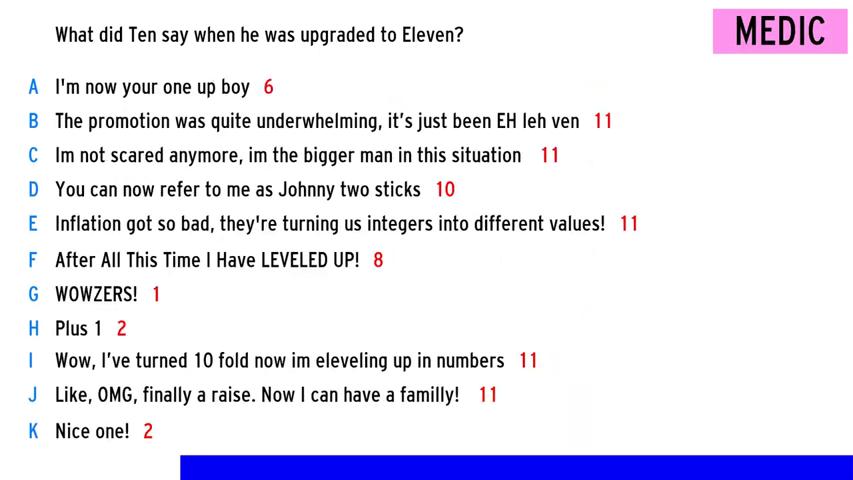 What did Ten say when he was upgraded to Eleven?
MEDIC
A I'm now your one up boy 6
B The promotion was quite underwhelming, it’s just been EH leh ven 11
C Im not scared anymore, im the bigger man in this situation 11
D You can now refer to me as Johnny two sticks 10
E Inflation got so bad, they're turning us integers into different values! 11
F After All This Time I Have LEVELED UP! 8
G WOWZERS! 1
H Plus 1 2
I Wow, I’ve turned 10 fold now im eleveling up in numbers 11
J Like, OMG, finally a raise. Now I can have a familly! 11
K Nice one! 2